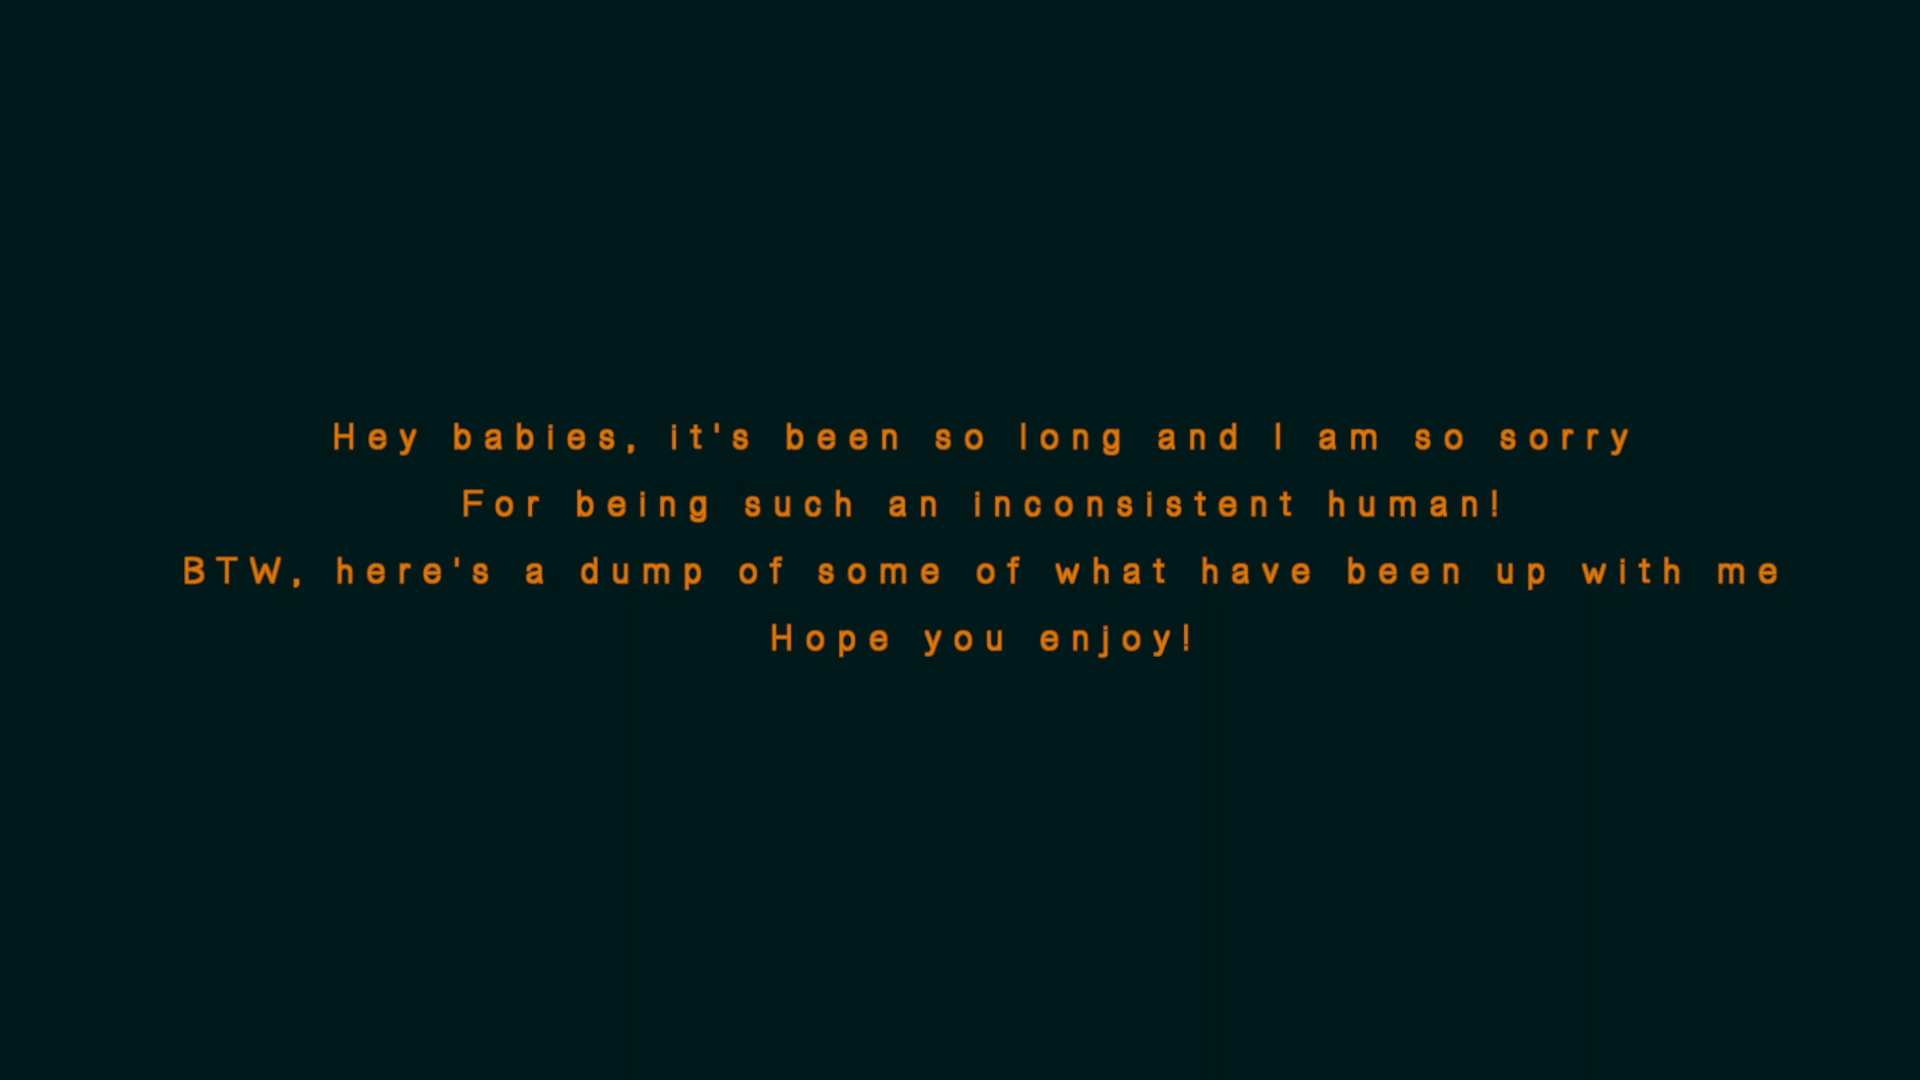 Hey babies, it's been so long and I am so sorry
For being such an inconsistent human!
BTW, here's a dump of some of what have been up with me
Hope you enjoy!